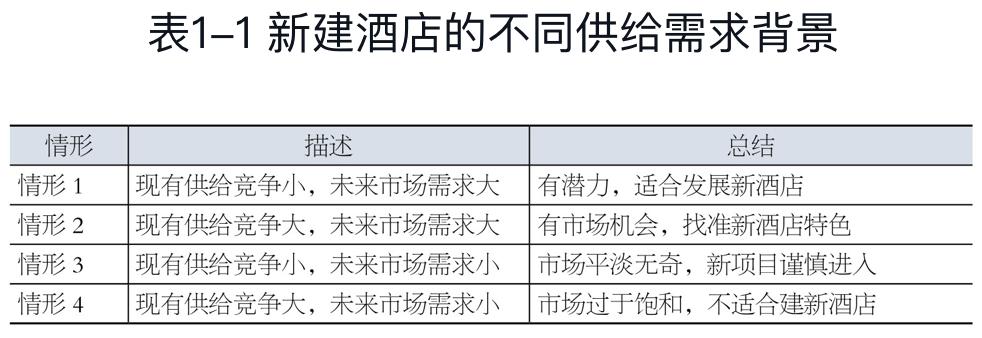 表1–1 新建酒店的不同供给需求背景
情形 描述 总结
情形 1 现有供给竞争小，未来市场需求大 有潜力，适合发展新酒店
情形 2 现有供给竞争大，未来市场需求大 有市场机会，找准新酒店特色
情形 3 现有供给竞争小，未来市场需求小 市场平淡无奇，新项目谨慎进入
情形 4 现有供给竞争大，未来市场需求小 市场过于饱和，不适合建新酒店